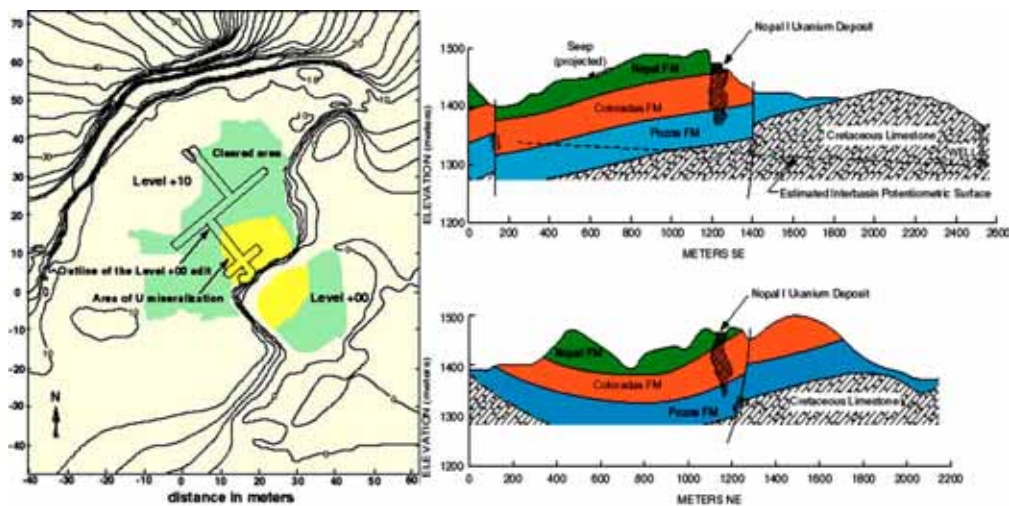 70
60
50
40
30
20
10
0
-10
-20
-30
-40
-40
-30
-20
-10
0
10
20
30
40
50
60
distance in meters
N
Cleared area
Level +10
Outline of the Level +00 adit
Area of U mineralization
Level +00
ELEVATION (meters)
1500
1400
1300
1200
Seep
(projected)
Nopal I Uranium Deposit
Nopal FM
Coloradas FM
Pozos FM
Cretaceous Limestone
WELL
Estimated Interbasin Potentiometric Surface
0
200
400
600
800
1000
1200
1400
1600
1800
2000
2200
2400
2600
METERS SE
ELEVATION (meters)
1500
1400
1300
1200
Nopal I Uranium Deposit
Nopal FM
Coloradas FM
Pozos FM
Cretaceous Limestone
0
200
400
600
800
1000
1200
1400
1600
1800
2000
2200
METERS NE